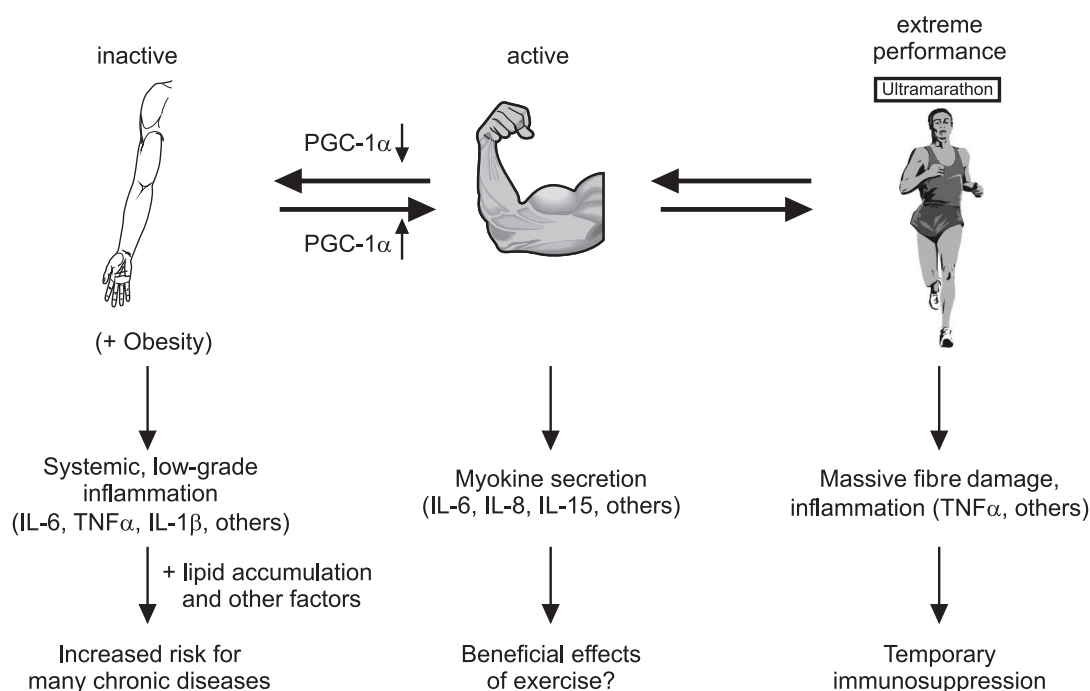 inactive
active
extreme
performance
Ultramarathon
PGC-1α
PGC-1α
(+ Obesity)
Systemic, low-grade
inflammation
(IL-6, TNFα, IL-1β, others)
Myokine secretion
(IL-6, IL-8, IL-15, others)
Massive fibre damage,
inflammation (TNFα, others)
+ lipid accumulation
and other factors
Increased risk for
many chronic diseases
Beneficial effects
of exercise?
Temporary
immunosuppression